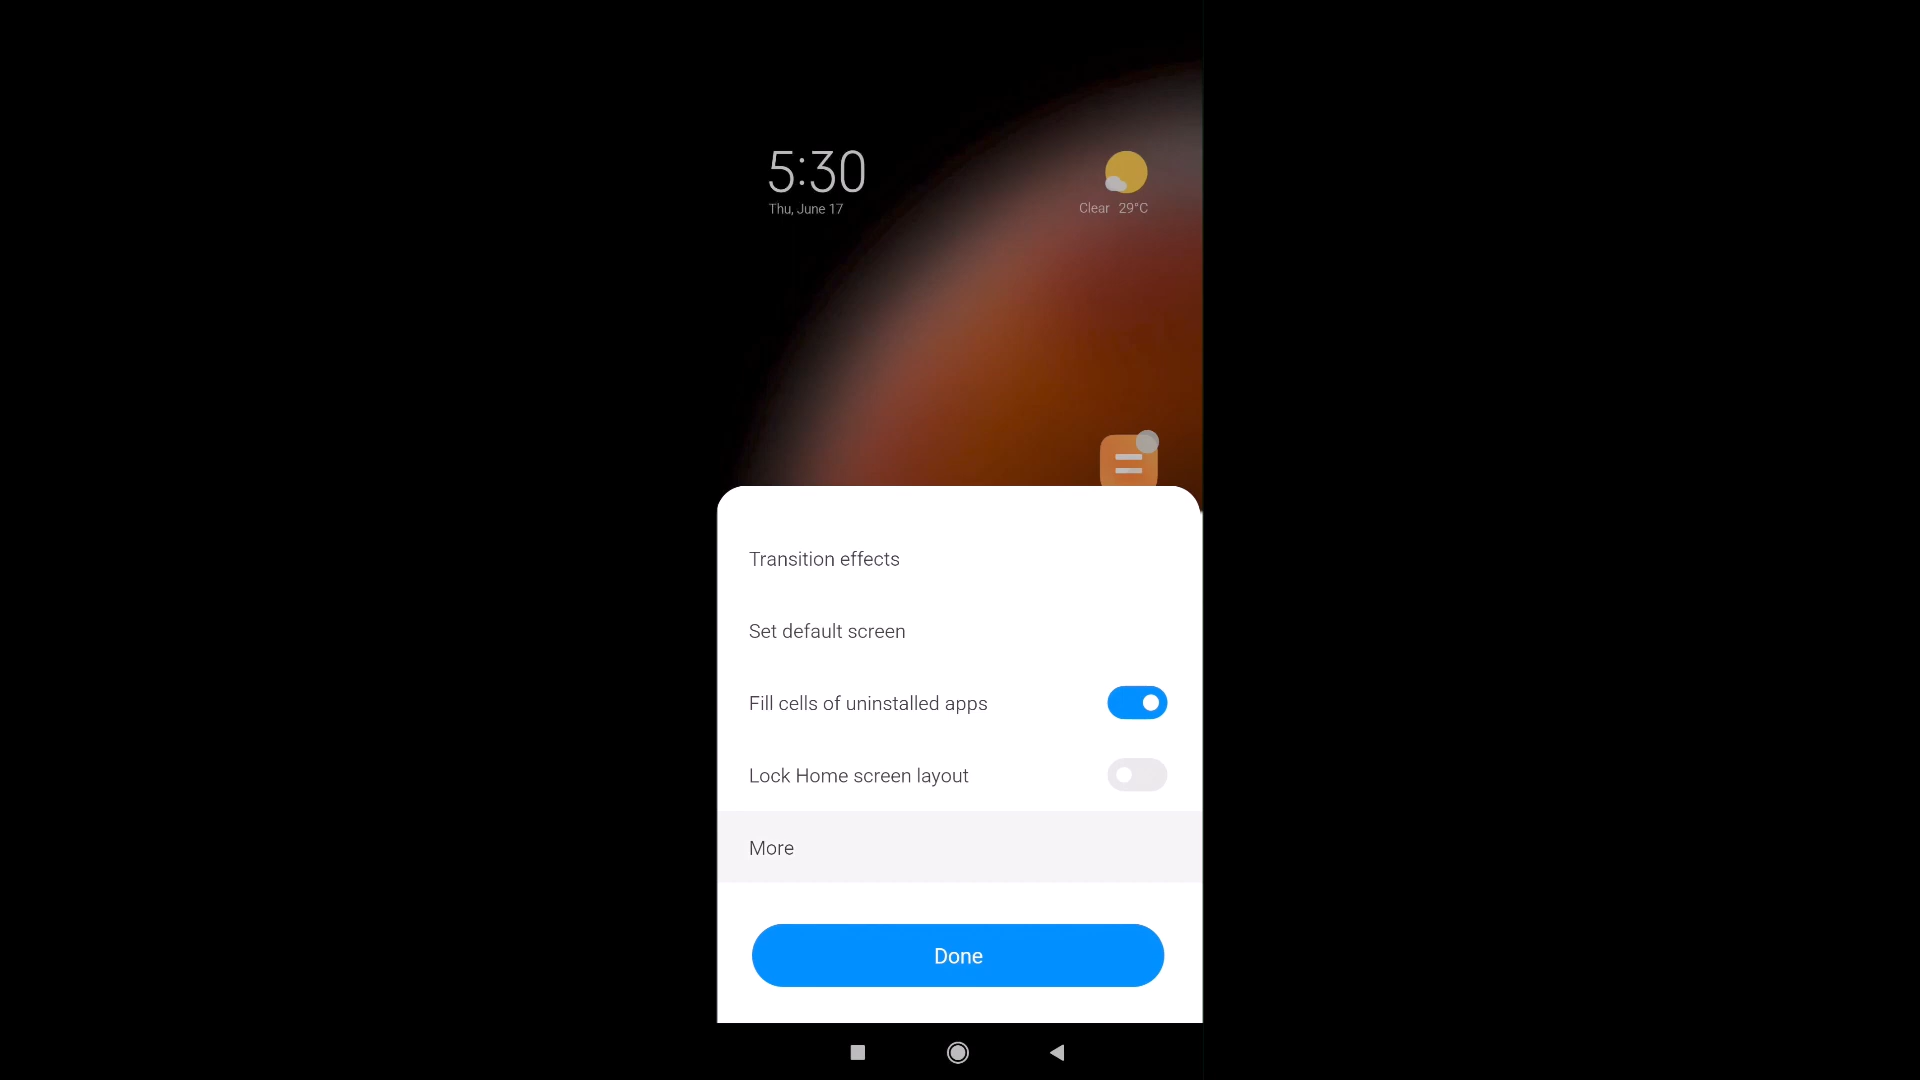 5:30
Thu, June 17
Clear 29°C
Transition effects
Set default screen
Fill cells of uninstalled apps
Lock Home screen layout
More
Done